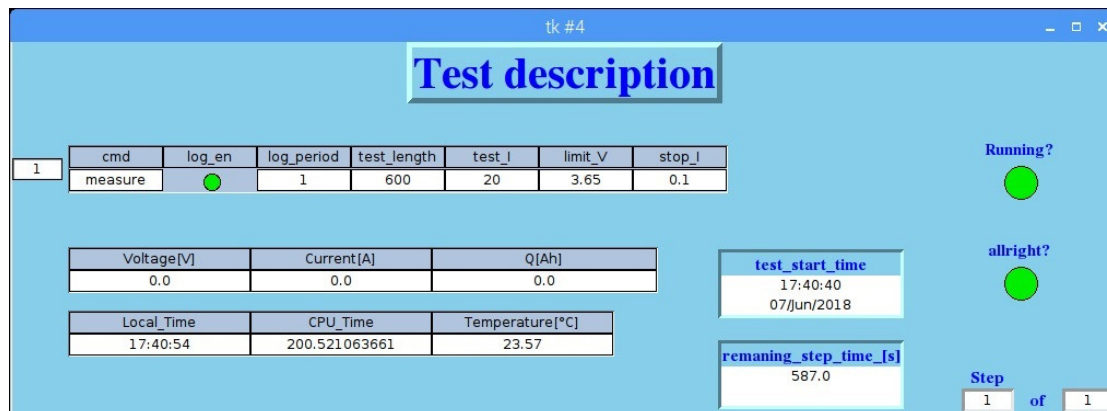 tk #4
Test description
cmd log_en log_period test_length test_I limit_V stop_I
1 measure 1 600 20 3.65 0.1
Running?
Voltage[V] Current[A] Q[Ah]
0.0 0.0 0.0
allright?
test_start_time
17:40:40
07/Jun/2018
Local_Time CPU_Time Temperature[°C]
17:40:54 200.521063661 23.57
remaning_step_time_[s]
587.0
Step
1 of 1